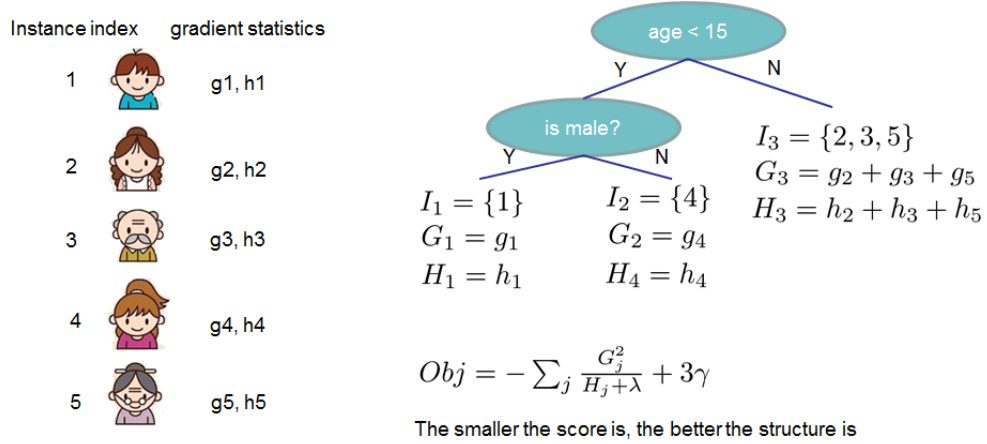 Instance index gradient statistics
1 g1, h1
2 g2, h2
3 g3, h3
4 g4, h4
5 g5, h5
age < 15
Y N
is male?
Y N
I₁ = {1}
G₁ = g₁
H₁ = h₁
I₂ = {4}
G₂ = g₄
H₄ = h₄
I₃ = {2, 3, 5}
G₃ = g₂ + g₃ + g₅
H₃ = h₂ + h₃ + h₅
Obj = − ∑ⱼ Gⱼ² / (Hⱼ+λ) + 3γ
The smaller the score is, the better the structure is